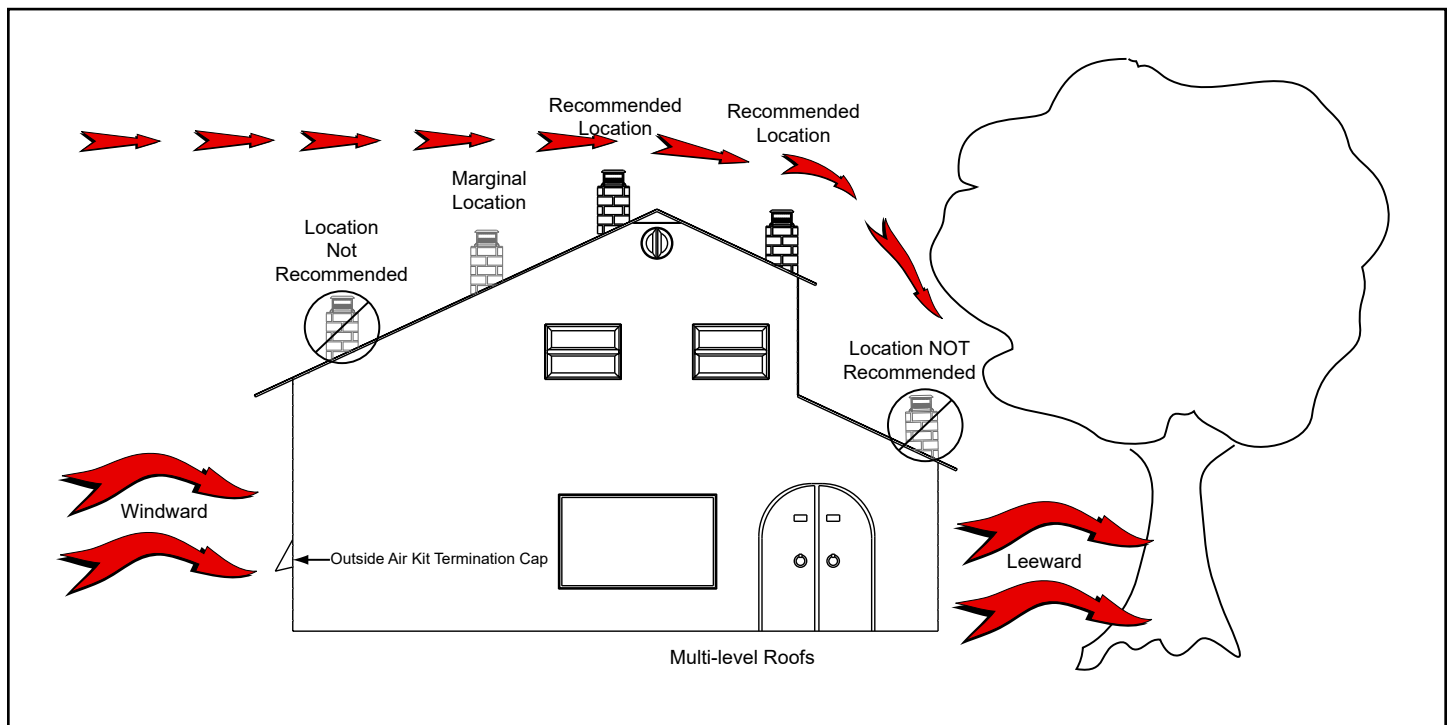 Recommended
Location
Recommended
Location
Marginal
Location
Location
Not
Recommended
Location NOT
Recommended
Windward
Outside Air Kit Termination Cap
Leeward
Multi-level Roofs